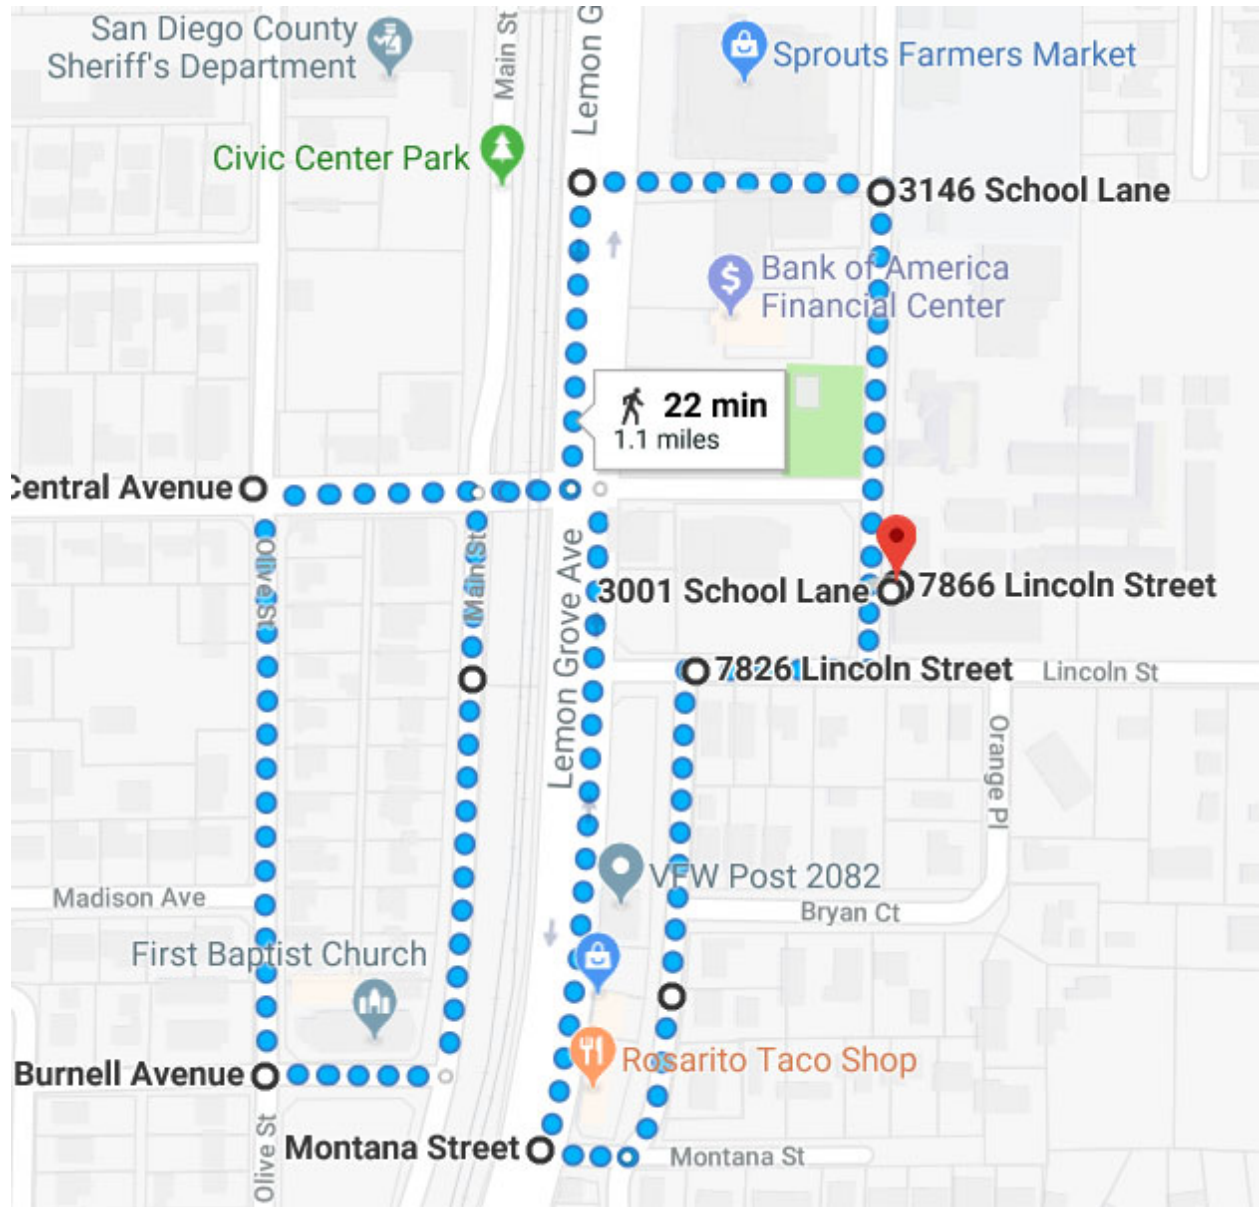 San Diego County
Sheriff's Department
Main St
Lemon G
Sprouts Farmers Market
Civic Center Park
3146 School Lane
Bank of America
Financial Center
22 min
1.1 miles
Central Avenue
Olive St
Main St
Lemon Grove Ave
3001 School Lane
7866 Lincoln Street
7826 Lincoln Street
Lincoln St
Orange Pl
Madison Ave
VFW Post 2082
Bryan Ct
First Baptist Church
Rosarito Taco Shop
Burnell Avenue
Olive St
Montana Street
Montana St